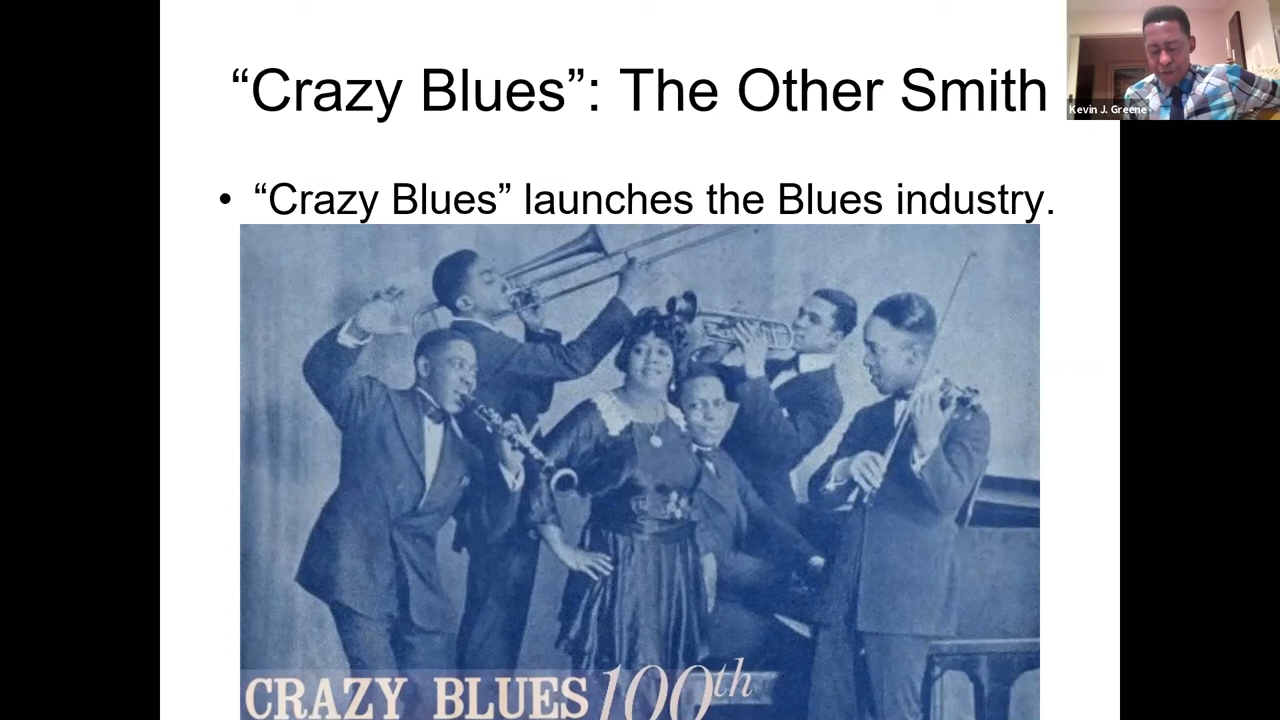 “Crazy Blues”: The Other Smith
Kevin J. Greene
• “Crazy Blues” launches the Blues industry.
CRAZY BLUES 100th